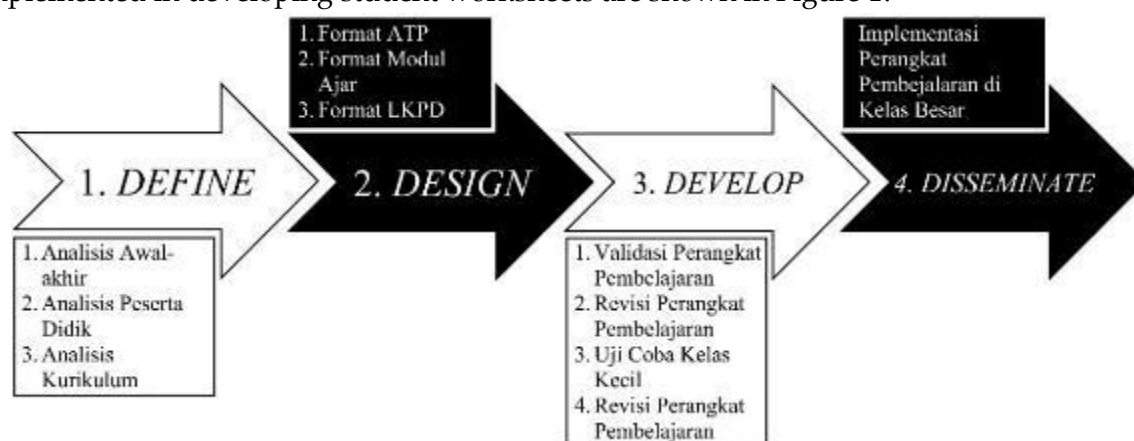 plemented in developing student worksheets are shown in Figure 1.
1. Format ATP
2. Format Modul
Ajar
3. Format LKPD
Implementasi
Perangkat
Pembejalaran di
Kelas Besar
1. DEFINE
2. DESIGN
3. DEVELOP
4. DISSEMINATE
1. Analisis Awal-
akhir
2. Analisis Peserta
Didik
3. Analisis
Kurikulum
1. Validasi Perangkat
Pembelajaran
2. Revisi Perangkat
Pembelajaran
3. Uji Coba Kelas
Kecil
4. Revisi Perangkat
Pembelajaran